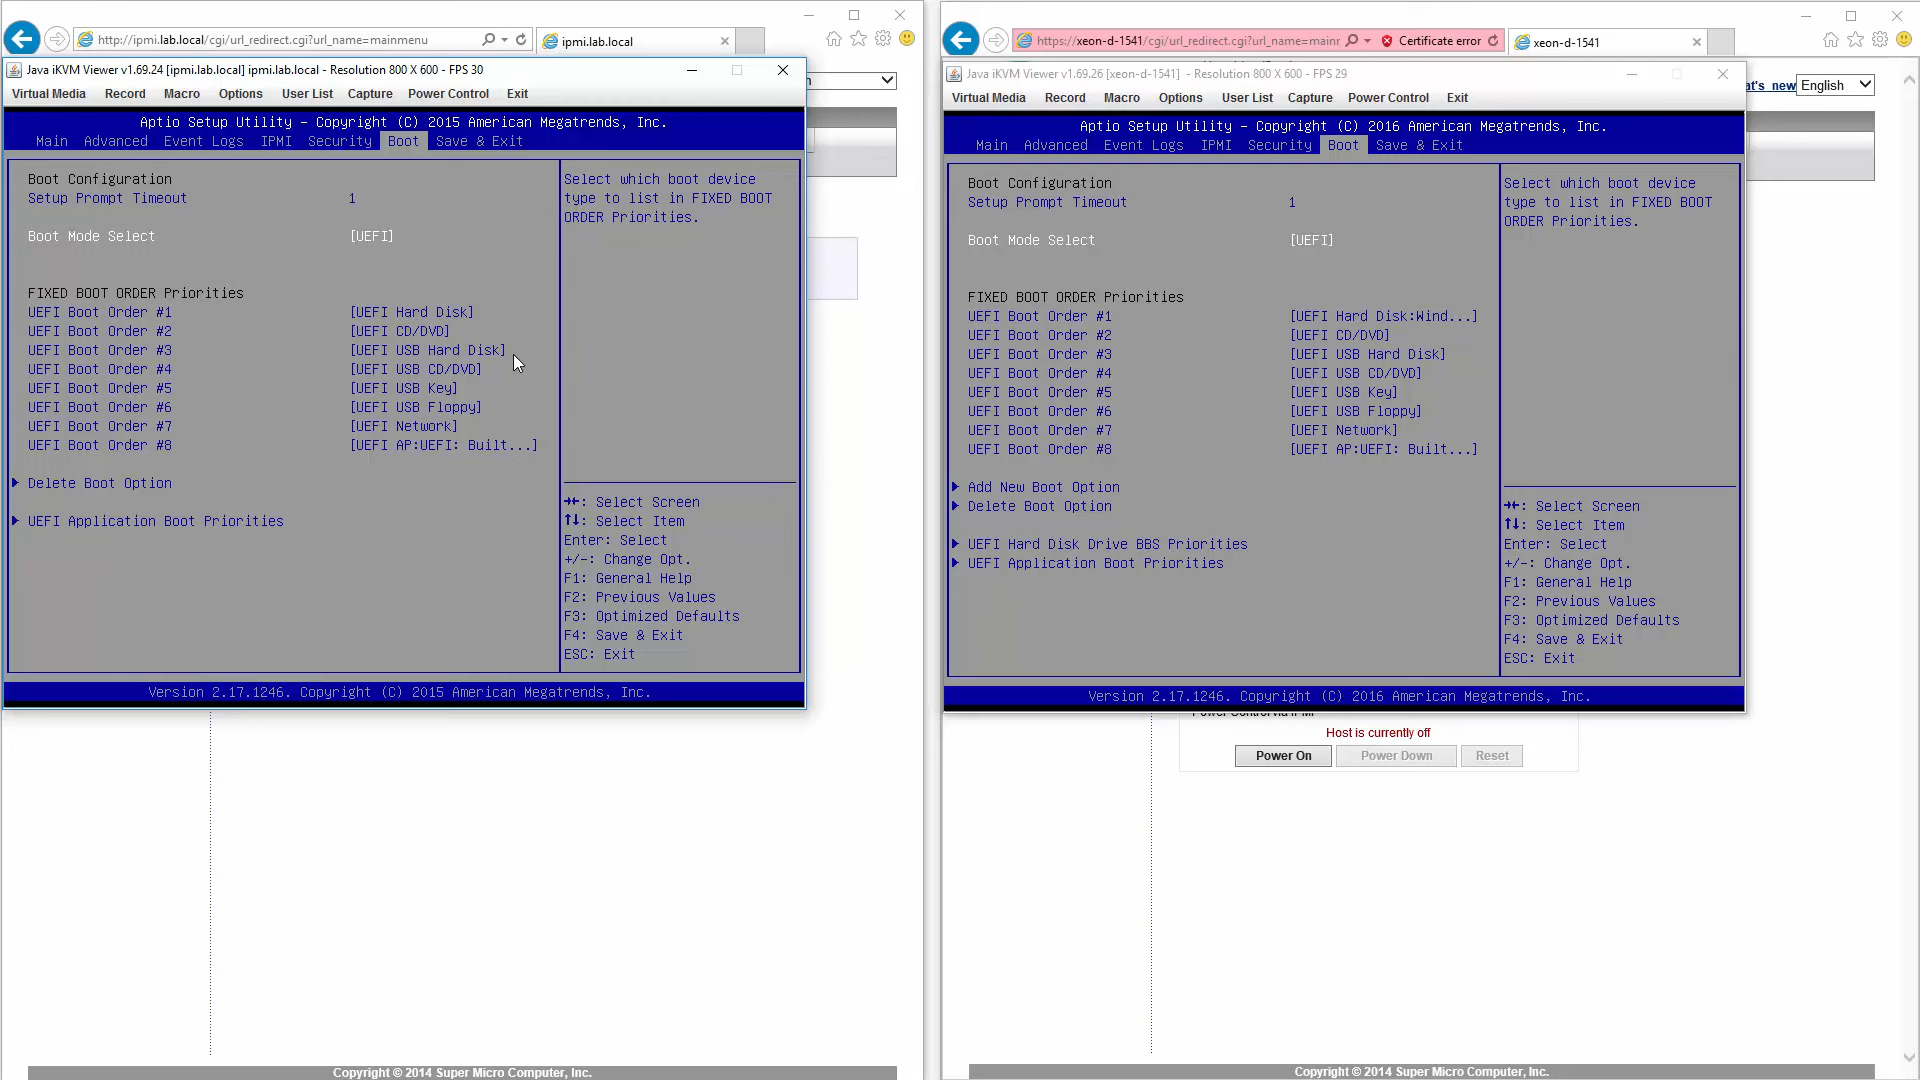 http://ipmi.lab.local/cgi/url_redirect.cgi?url_name=mainmenu
ipmi.lab.local
Java iKVM Viewer v1.69.24 [ipmi.lab.local] ipmi.lab.local - Resolution 800 X 600 - FPS 30
Virtual Media Record Macro Options User List Capture Power Control Exit
Aptio Setup Utility – Copyright (C) 2015 American Megatrends, Inc.
Main Advanced Event Logs IPMI Security Boot Save & Exit
Boot Configuration
Setup Prompt Timeout 1
Boot Mode Select [UEFI]
FIXED BOOT ORDER Priorities
UEFI Boot Order #1 [UEFI Hard Disk]
UEFI Boot Order #2 [UEFI CD/DVD]
UEFI Boot Order #3 [UEFI USB Hard Disk]
UEFI Boot Order #4 [UEFI USB CD/DVD]
UEFI Boot Order #5 [UEFI USB Key]
UEFI Boot Order #6 [UEFI USB Floppy]
UEFI Boot Order #7 [UEFI Network]
UEFI Boot Order #8 [UEFI AP:UEFI: Built...]
Delete Boot Option
UEFI Application Boot Priorities
Select which boot device
type to list in FIXED BOOT
ORDER Priorities.
→←: Select Screen
↑↓: Select Item
Enter: Select
+/-: Change Opt.
F1: General Help
F2: Previous Values
F3: Optimized Defaults
F4: Save & Exit
ESC: Exit
Version 2.17.1246. Copyright (C) 2015 American Megatrends, Inc.
Copyright © 2014 Super Micro Computer, Inc.
https://xeon-d-1541/cgi/url_redirect.cgi?url_name=mainr
Certificate error
xeon-d-1541
at's new English
Java iKVM Viewer v1.69.26 [xeon-d-1541] - Resolution 800 X 600 - FPS 29
Virtual Media Record Macro Options User List Capture Power Control Exit
Aptio Setup Utility – Copyright (C) 2016 American Megatrends, Inc.
Main Advanced Event Logs IPMI Security Boot Save & Exit
Boot Configuration
Setup Prompt Timeout 1
Boot Mode Select [UEFI]
FIXED BOOT ORDER Priorities
UEFI Boot Order #1 [UEFI Hard Disk:Wind...]
UEFI Boot Order #2 [UEFI CD/DVD]
UEFI Boot Order #3 [UEFI USB Hard Disk]
UEFI Boot Order #4 [UEFI USB CD/DVD]
UEFI Boot Order #5 [UEFI USB Key]
UEFI Boot Order #6 [UEFI USB Floppy]
UEFI Boot Order #7 [UEFI Network]
UEFI Boot Order #8 [UEFI AP:UEFI: Built...]
Add New Boot Option
Delete Boot Option
UEFI Hard Disk Drive BBS Priorities
UEFI Application Boot Priorities
Select which boot device
type to list in FIXED BOOT
ORDER Priorities.
→←: Select Screen
↑↓: Select Item
Enter: Select
+/-: Change Opt.
F1: General Help
F2: Previous Values
F3: Optimized Defaults
F4: Save & Exit
ESC: Exit
Version 2.17.1246. Copyright (C) 2016 American Megatrends, Inc.
Power Control via IPMI
Host is currently off
Power On Power Down Reset
Copyright © 2014 Super Micro Computer, Inc.